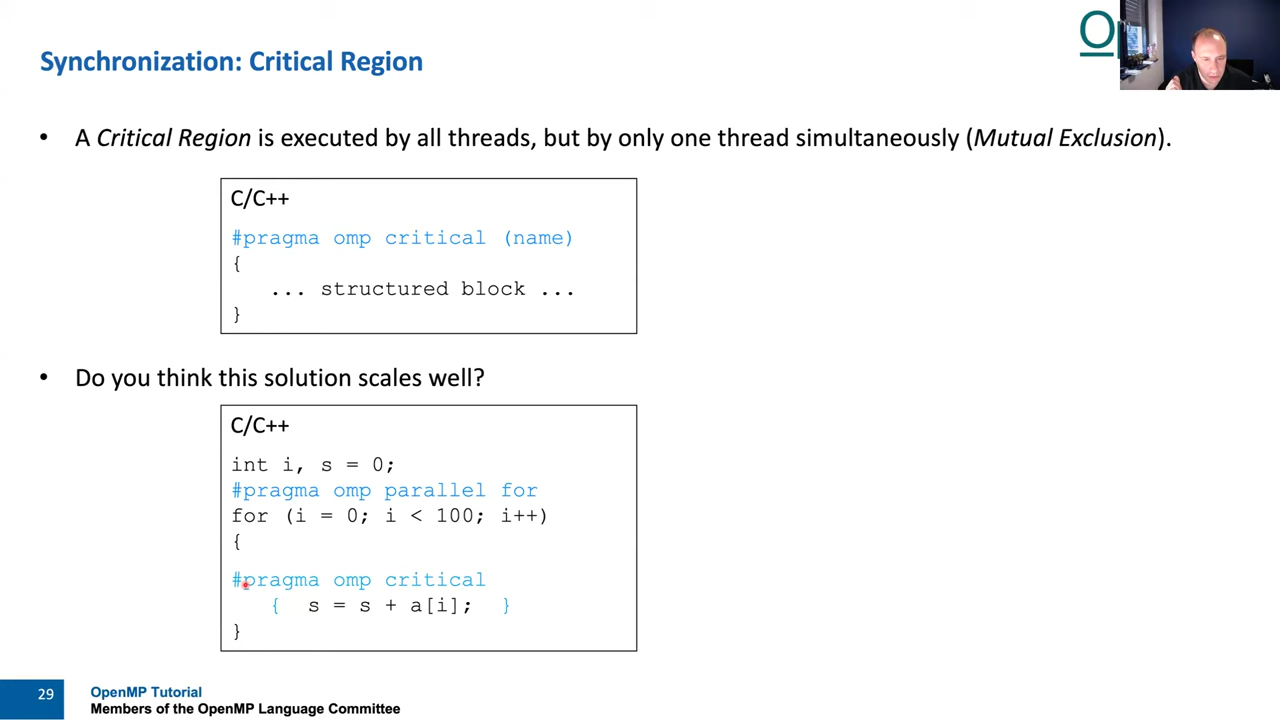 Op
Synchronization: Critical Region
• A Critical Region is executed by all threads, but by only one thread simultaneously (Mutual Exclusion).
C/C++
#pragma omp critical (name)
{
... structured block ...
}
• Do you think this solution scales well?
C/C++
int i, s = 0;
#pragma omp parallel for
for (i = 0; i < 100; i++)
{
#pragma omp critical
{ s = s + a[i]; }
}
29
OpenMP Tutorial
Members of the OpenMP Language Committee